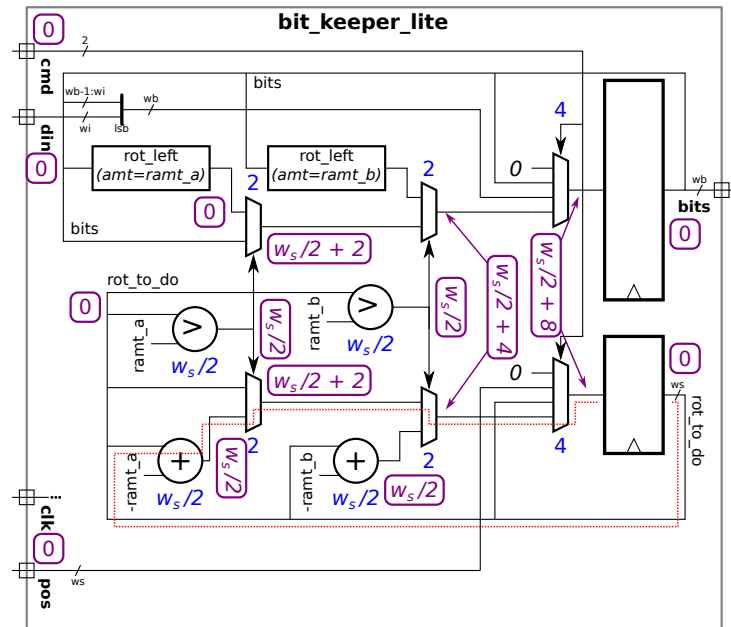 bit_keeper_lite
0
2
cmd
bits
wb-1:wi
wb
din
wi
lsb
4
0
rot_left
(amt=ramt_a)
rot_left
(amt=ramt_b)
2
2
0
0
wb
bits
0
bits
w_s/2 + 2
w_s/2
w_s/2 + 4
w_s/2 + 8
rot_to_do
0
ramt_a
>
w_s/2
w_s/2
ramt_b
>
w_s/2
w_s/2 + 2
0
0
ws
rot_to_do
-ramt_a
+
w_s/2
w_s/2
2
-ramt_b
+
w_s/2
w_s/2
2
4
...
clk
0
pos
ws